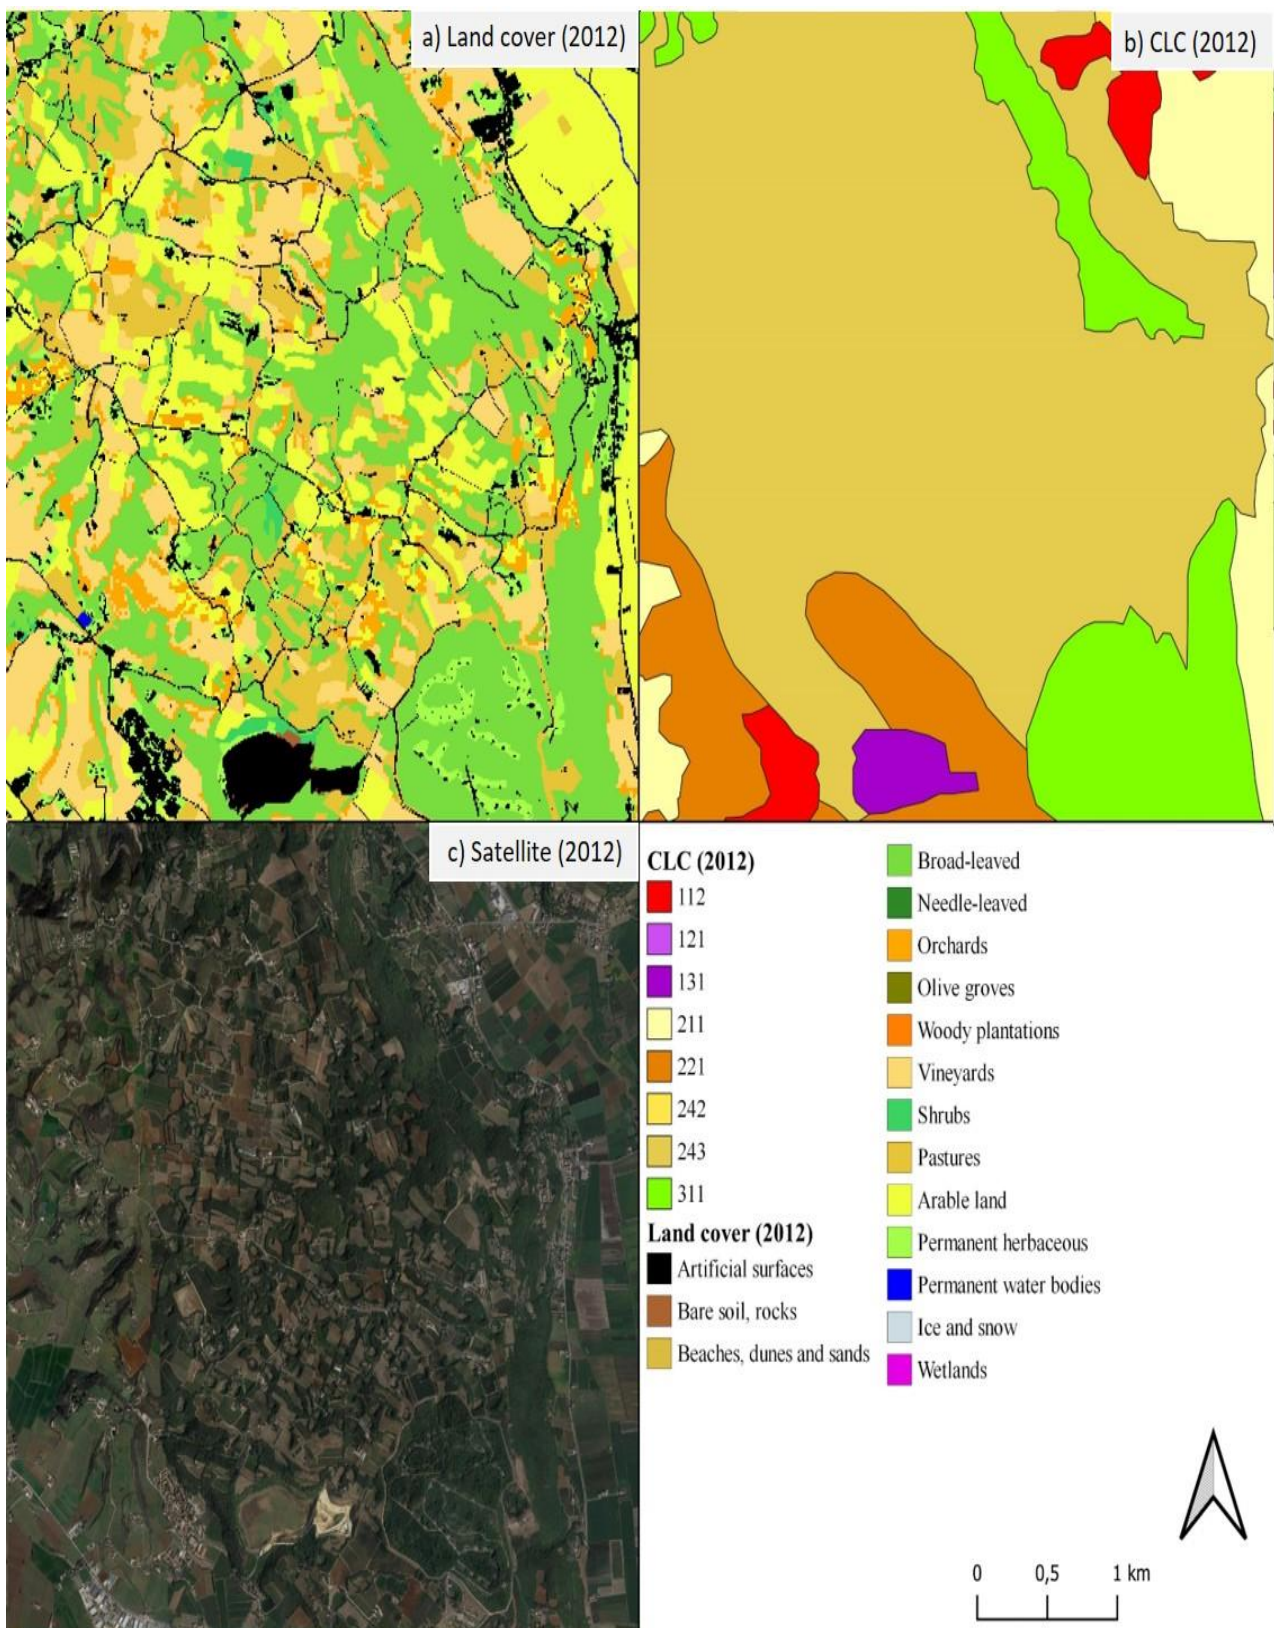 a) Land cover (2012)
b) CLC (2012)
c) Satellite (2012)
CLC (2012)
112
121
131
211
221
242
243
311
Land cover (2012)
Artificial surfaces
Bare soil, rocks
Beaches, dunes and sands
Broad-leaved
Needle-leaved
Orchards
Olive groves
Woody plantations
Vineyards
Shrubs
Pastures
Arable land
Permanent herbaceous
Permanent water bodies
Ice and snow
Wetlands
0 0,5 1 km